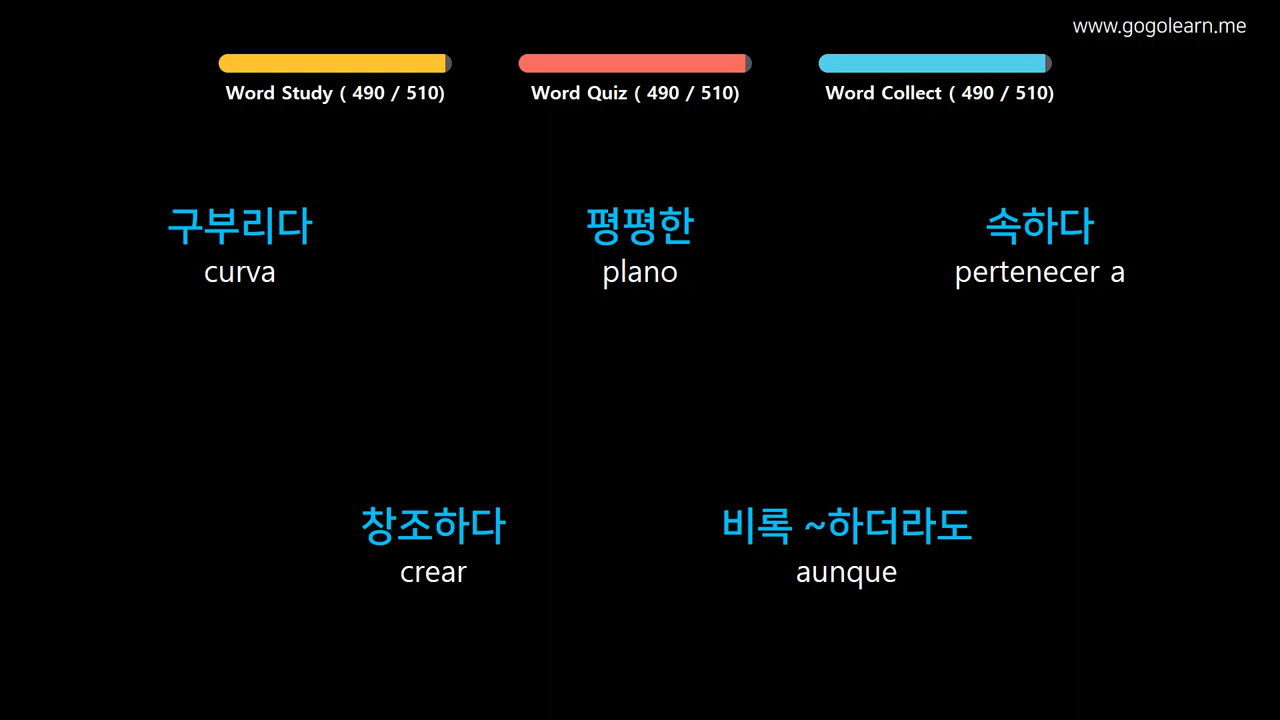 www.gogolearn.me
Word Study ( 490 / 510)
Word Quiz ( 490 / 510)
Word Collect ( 490 / 510)
구부리다
curva
평평한
plano
속하다
pertenecer a
창조하다
crear
비록 ~하더라도
aunque